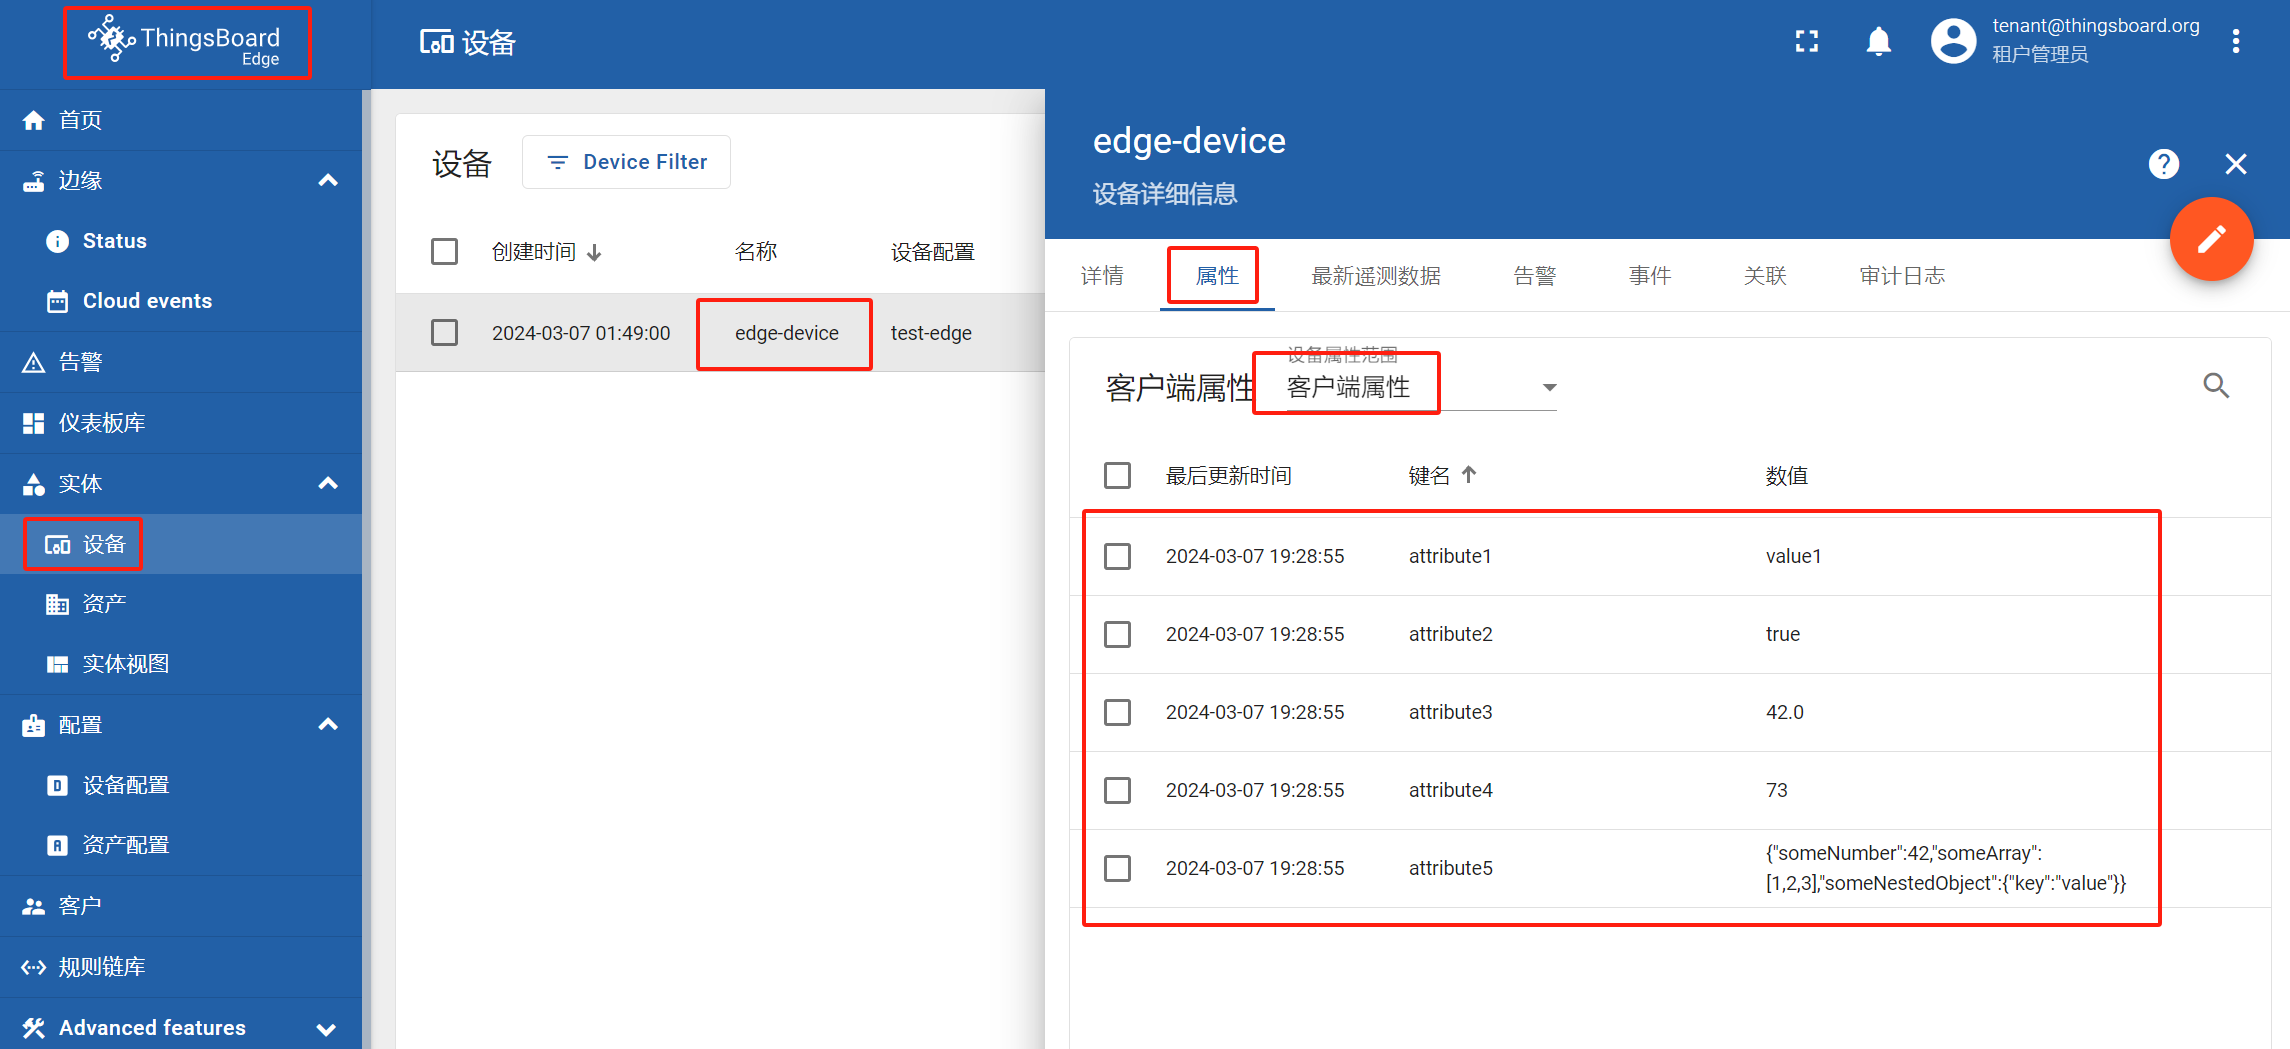 ThingsBoard
Edge
设备
tenant@thingsboard.org
租户管理员
首页
边缘
Status
Cloud events
告警
仪表板库
实体
设备
资产
实体视图
配置
设备配置
资产配置
客户
规则链库
Advanced features
设备
Device Filter
创建时间 名称 设备配置
2024-03-07 01:49:00 edge-device test-edge
edge-device
设备详细信息
详情 属性 最新遥测数据 告警 事件 关联 审计日志
设备属性范围
客户端属性 客户端属性
最后更新时间 键名 数值
2024-03-07 19:28:55 attribute1 value1
2024-03-07 19:28:55 attribute2 true
2024-03-07 19:28:55 attribute3 42.0
2024-03-07 19:28:55 attribute4 73
2024-03-07 19:28:55 attribute5 {"someNumber":42,"someArray":
[1,2,3],"someNestedObject":{"key":"value"}}